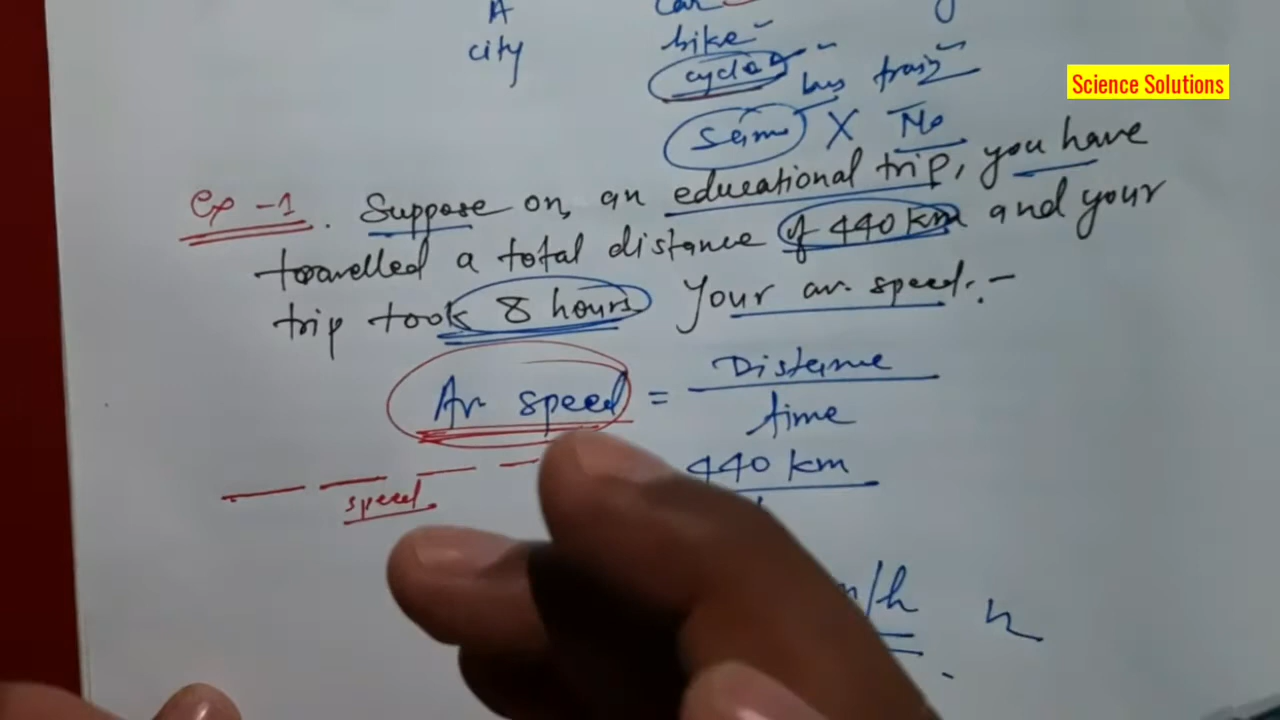 A
city
bike
cycle
bus train
Same X No
Science Solutions
ex -1. Suppose on an educational trip, you have
travelled a total distance of 440 km and your
trip took 8 hours Your av. speed :-
Av speed = Distance
time
440 km
speed
/h